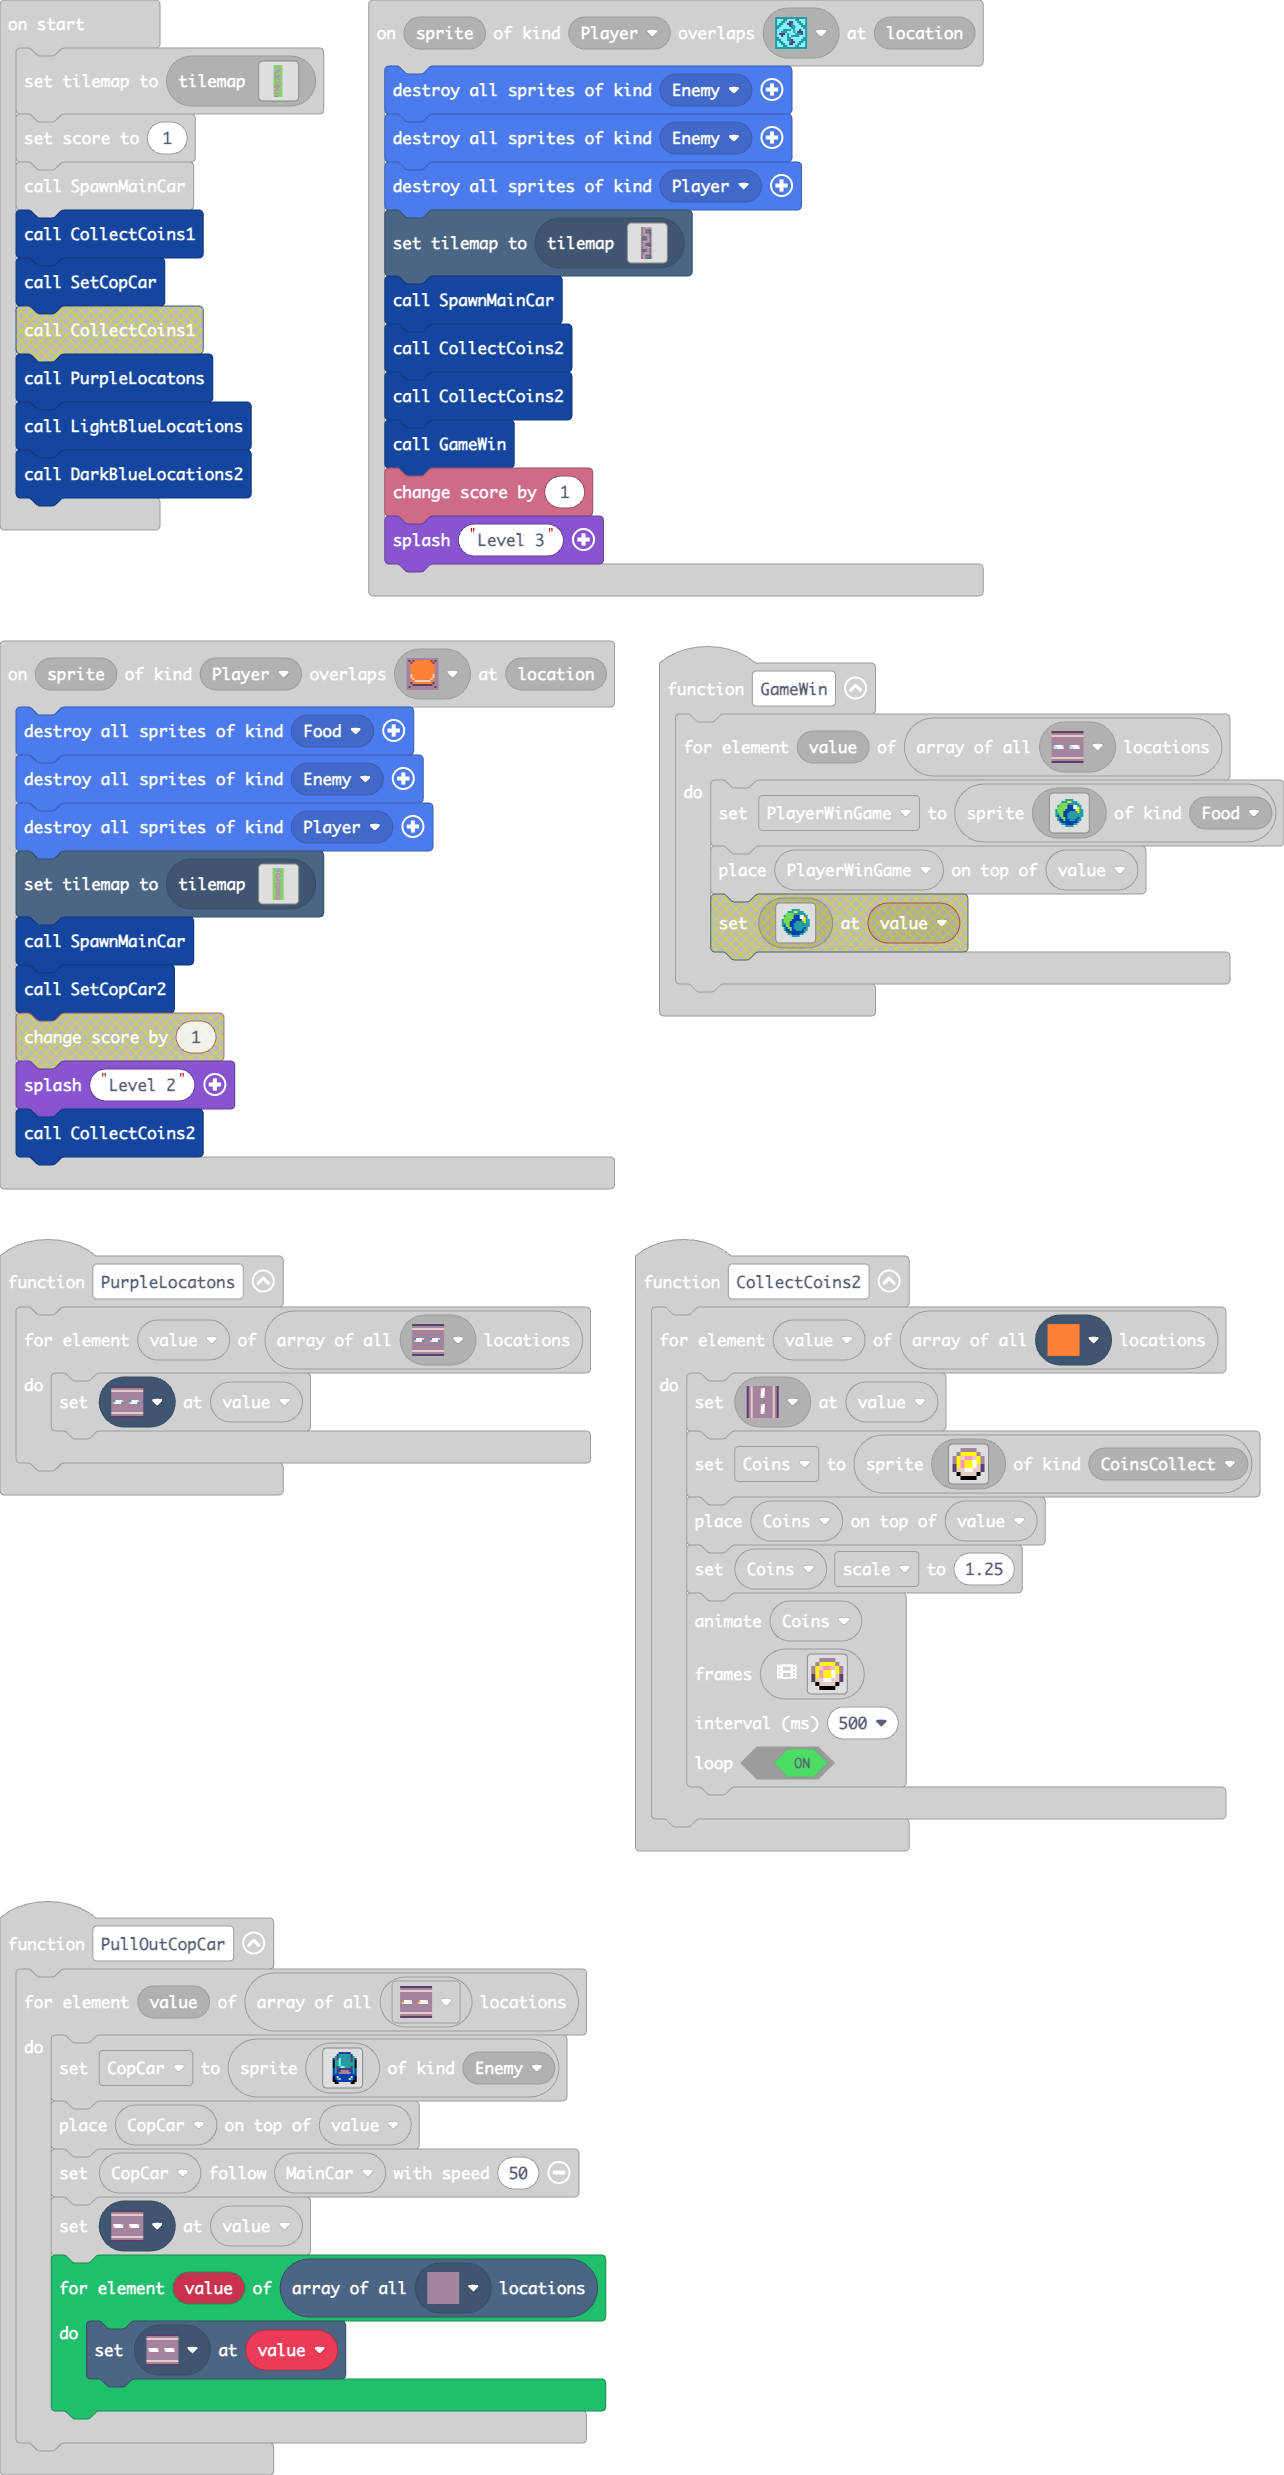 on start
set tilemap to tilemap
set score to 1
call SpawnMainCar
call CollectCoins1
call SetCopCar
call CollectCoins1
call PurpleLocatons
call LightBlueLocations
call DarkBlueLocations2
on sprite of kind Player overlaps at location
destroy all sprites of kind Enemy
destroy all sprites of kind Enemy
destroy all sprites of kind Player
set tilemap to tilemap
call SpawnMainCar
call CollectCoins2
call CollectCoins2
call GameWin
change score by 1
splash "Level 3"
on sprite of kind Player overlaps at location
destroy all sprites of kind Food
destroy all sprites of kind Enemy
destroy all sprites of kind Player
set tilemap to tilemap
call SpawnMainCar
call SetCopCar2
change score by 1
splash "Level 2"
call CollectCoins2
function GameWin
for element value of array of all locations
do
set PlayerWinGame to sprite of kind Food
place PlayerWinGame on top of value
set at value
function PurpleLocatons
for element value of array of all locations
do
set at value
function CollectCoins2
for element value of array of all locations
do
set at value
set Coins to sprite of kind CoinsCollect
place Coins on top of value
set Coins scale to 1.25
animate Coins
frames
interval (ms) 500
loop ON
function PullOutCopCar
for element value of array of all locations
do
set CopCar to sprite of kind Enemy
place CopCar on top of value
set CopCar follow MainCar with speed 50
set at value
for element value of array of all locations
do
set at value